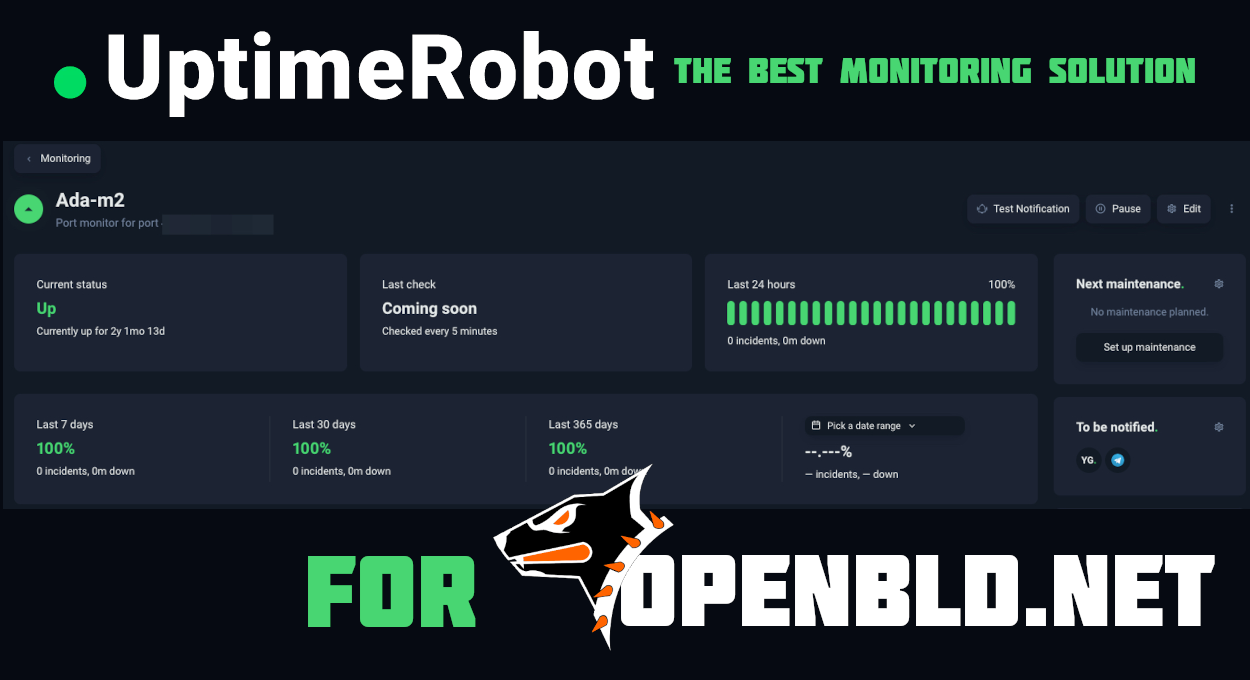 UptimeRobot THE BEST MONITORING SOLUTION
‹ Monitoring
Ada-m2
Port monitor for port
Test Notification Pause Edit
Current status
Up
Currently up for 2y 1mo 13d
Last check
Coming soon
Checked every 5 minutes
Last 24 hours 100%
0 incidents, 0m down
Next maintenance.
No maintenance planned.
Set up maintenance
Last 7 days
100%
0 incidents, 0m down
Last 30 days
100%
0 incidents, 0m down
Last 365 days
100%
0 incidents, 0m down
Pick a date range
--.---%
— incidents, — down
To be notified.
YG.
FOR OPENBLD.NET